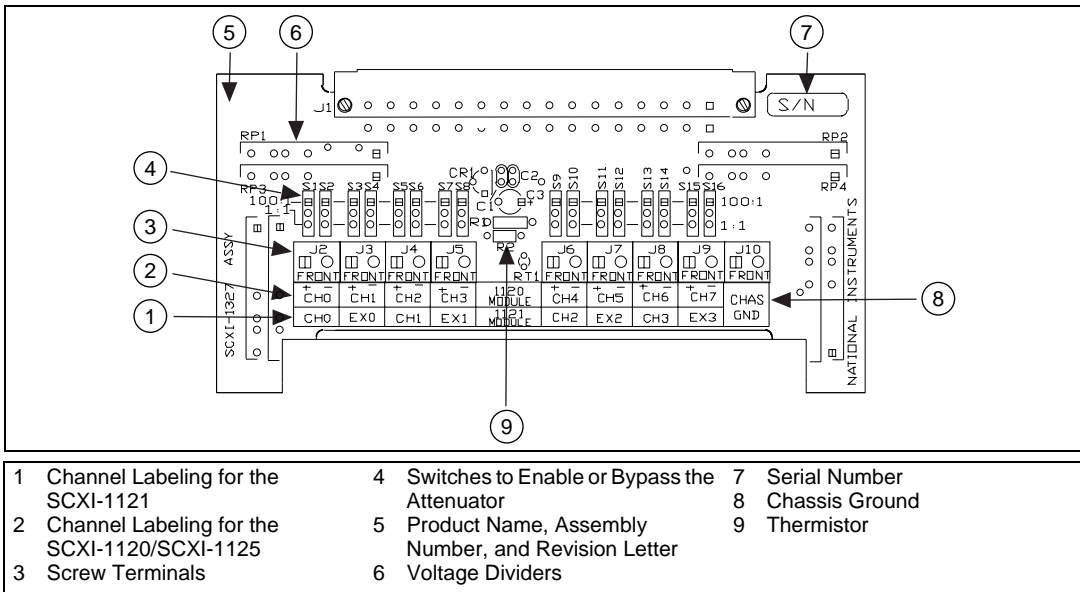 5 6 7
J1 S/N
RP1 RP2
CR1 C2
4 RP3 S1 S2 S3 S4 S5 S6 S7 S8 C1 C3 S9 S10 S11 S12 S13 S14 S15 S16 RP4
100:1 100:1
1:1 R1 1:1
3 J2 J3 J4 J5 R2 J6 J7 J8 J9 J10
FRONT FRONT FRONT FRONT RT1 FRONT FRONT FRONT FRONT FRONT
2 + - CH0 + - CH1 + - CH2 + - CH3 1120 MODULE + - CH4 + - CH5 + - CH6 + - CH7 CHAS GND 8
1 CH0 EX0 CH1 EX1 1121 MODULE CH2 EX2 CH3 EX3
SCXI-1327 ASSY
NATIONAL INSTRUMENTS
9
1 Channel Labeling for the
SCXI-1121
2 Channel Labeling for the
SCXI-1120/SCXI-1125
3 Screw Terminals
4 Switches to Enable or Bypass the
Attenuator
5 Product Name, Assembly
Number, and Revision Letter
6 Voltage Dividers
7 Serial Number
8 Chassis Ground
9 Thermistor